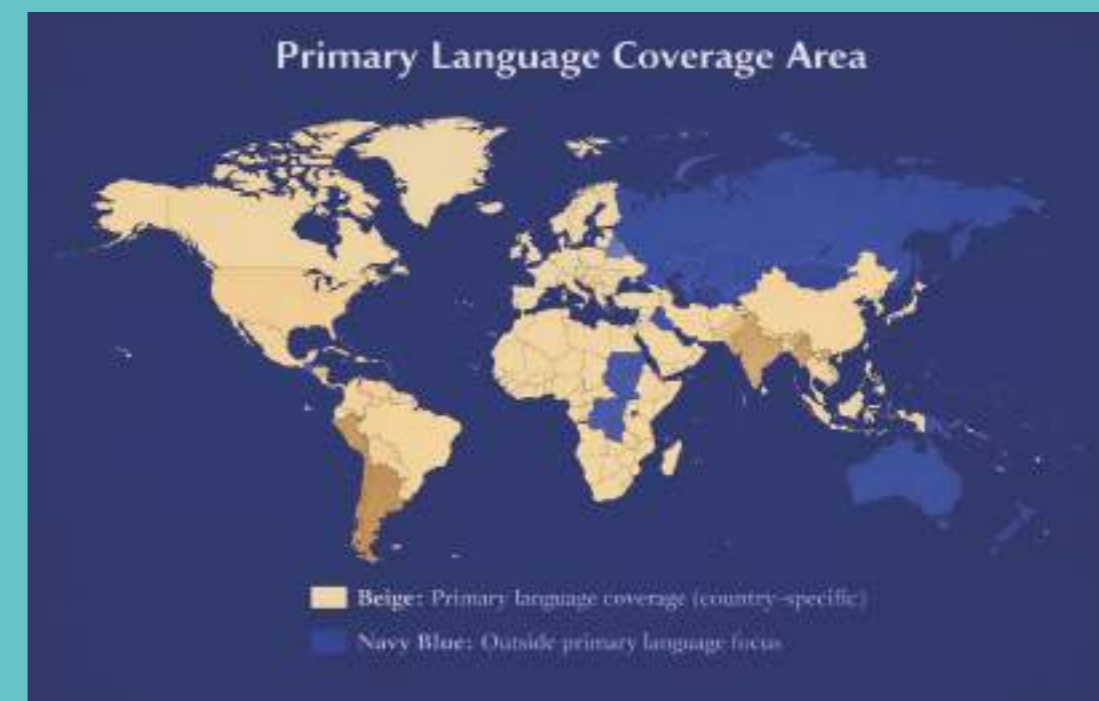 Primary Language Coverage Area
Beige: Primary language coverage (country-specific)
Navy Blue: Outside primary language focus